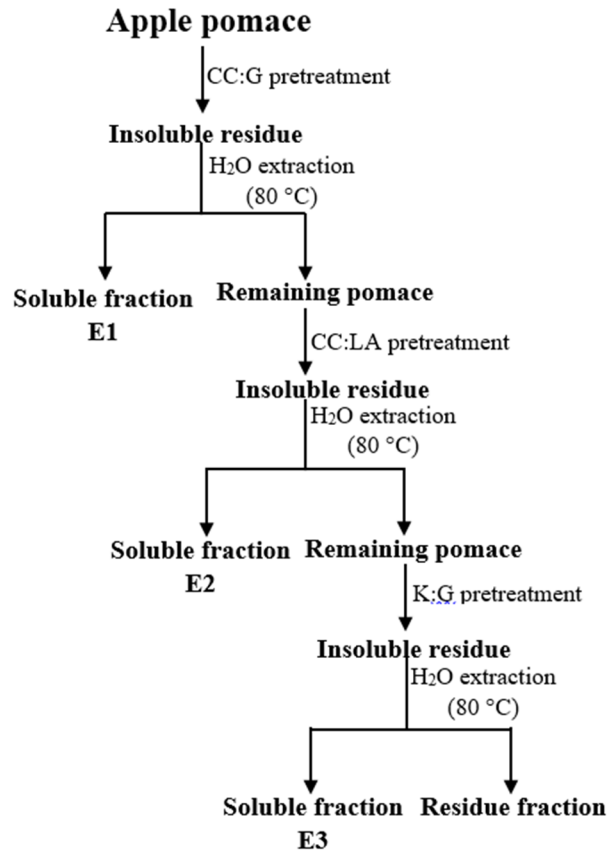 Apple pomace
CC:G pretreatment
Insoluble residue
H2O extraction
(80 °C)
Soluble fraction
E1
Remaining pomace
CC:LA pretreatment
Insoluble residue
H2O extraction
(80 °C)
Soluble fraction
E2
Remaining pomace
K:G pretreatment
Insoluble residue
H2O extraction
(80 °C)
Soluble fraction
E3
Residue fraction